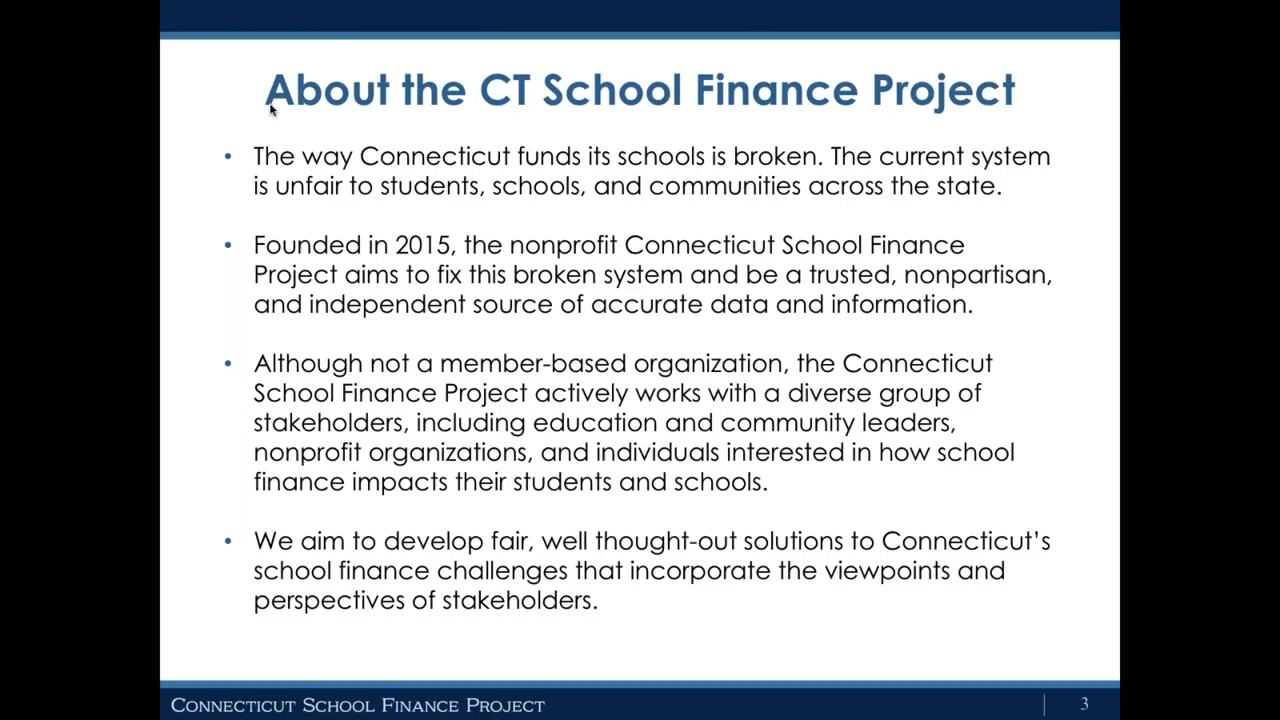 About the CT School Finance Project
• The way Connecticut funds its schools is broken. The current system
is unfair to students, schools, and communities across the state.
• Founded in 2015, the nonprofit Connecticut School Finance
Project aims to fix this broken system and be a trusted, nonpartisan,
and independent source of accurate data and information.
• Although not a member-based organization, the Connecticut
School Finance Project actively works with a diverse group of
stakeholders, including education and community leaders,
nonprofit organizations, and individuals interested in how school
finance impacts their students and schools.
• We aim to develop fair, well thought-out solutions to Connecticut’s
school finance challenges that incorporate the viewpoints and
perspectives of stakeholders.
CONNECTICUT SCHOOL FINANCE PROJECT
3